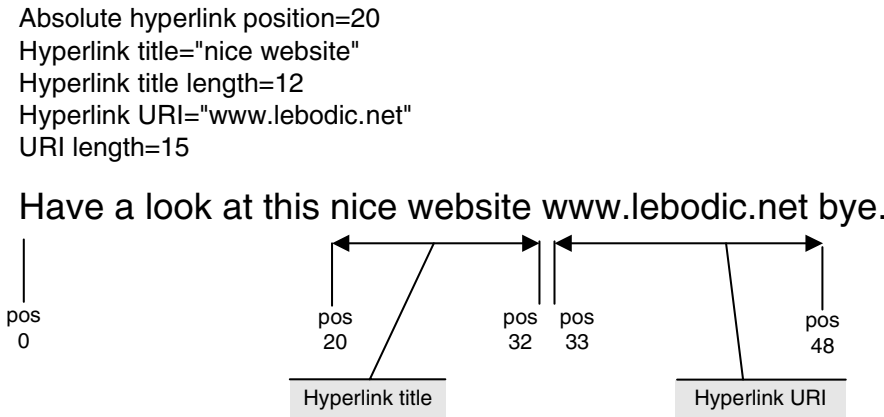 Absolute hyperlink position=20
Hyperlink title="nice website"
Hyperlink title length=12
Hyperlink URI="www.lebodic.net"
URI length=15
Have a look at this nice website www.lebodic.net bye.
pos pos pos pos pos
0 20 32 33 48
Hyperlink title Hyperlink URI